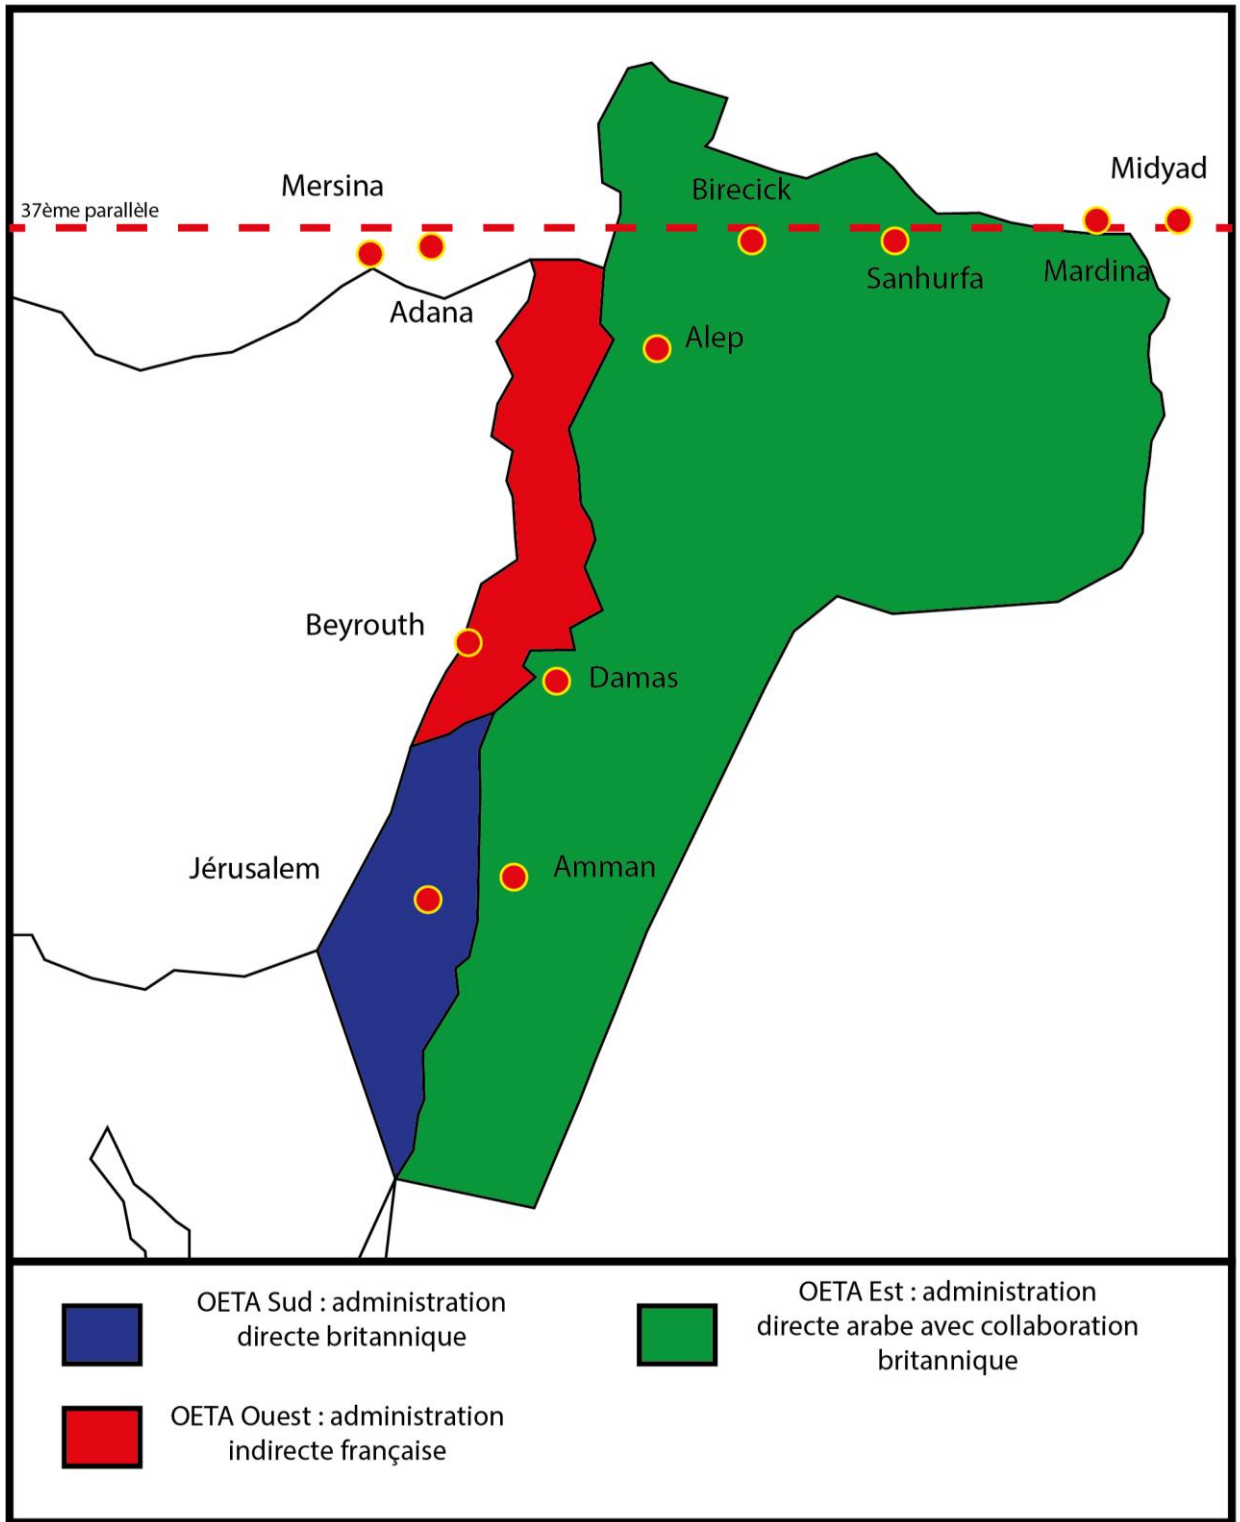 Midyad
Mersina
Birecick
37ème parallèle
Sanhurfa
Mardina
Adana
Alep
Beyrouth
Damas
Jérusalem
Amman
OETA Sud : administration
directe britannique
OETA Ouest : administration
indirecte française
OETA Est : administration
directe arabe avec collaboration
britannique